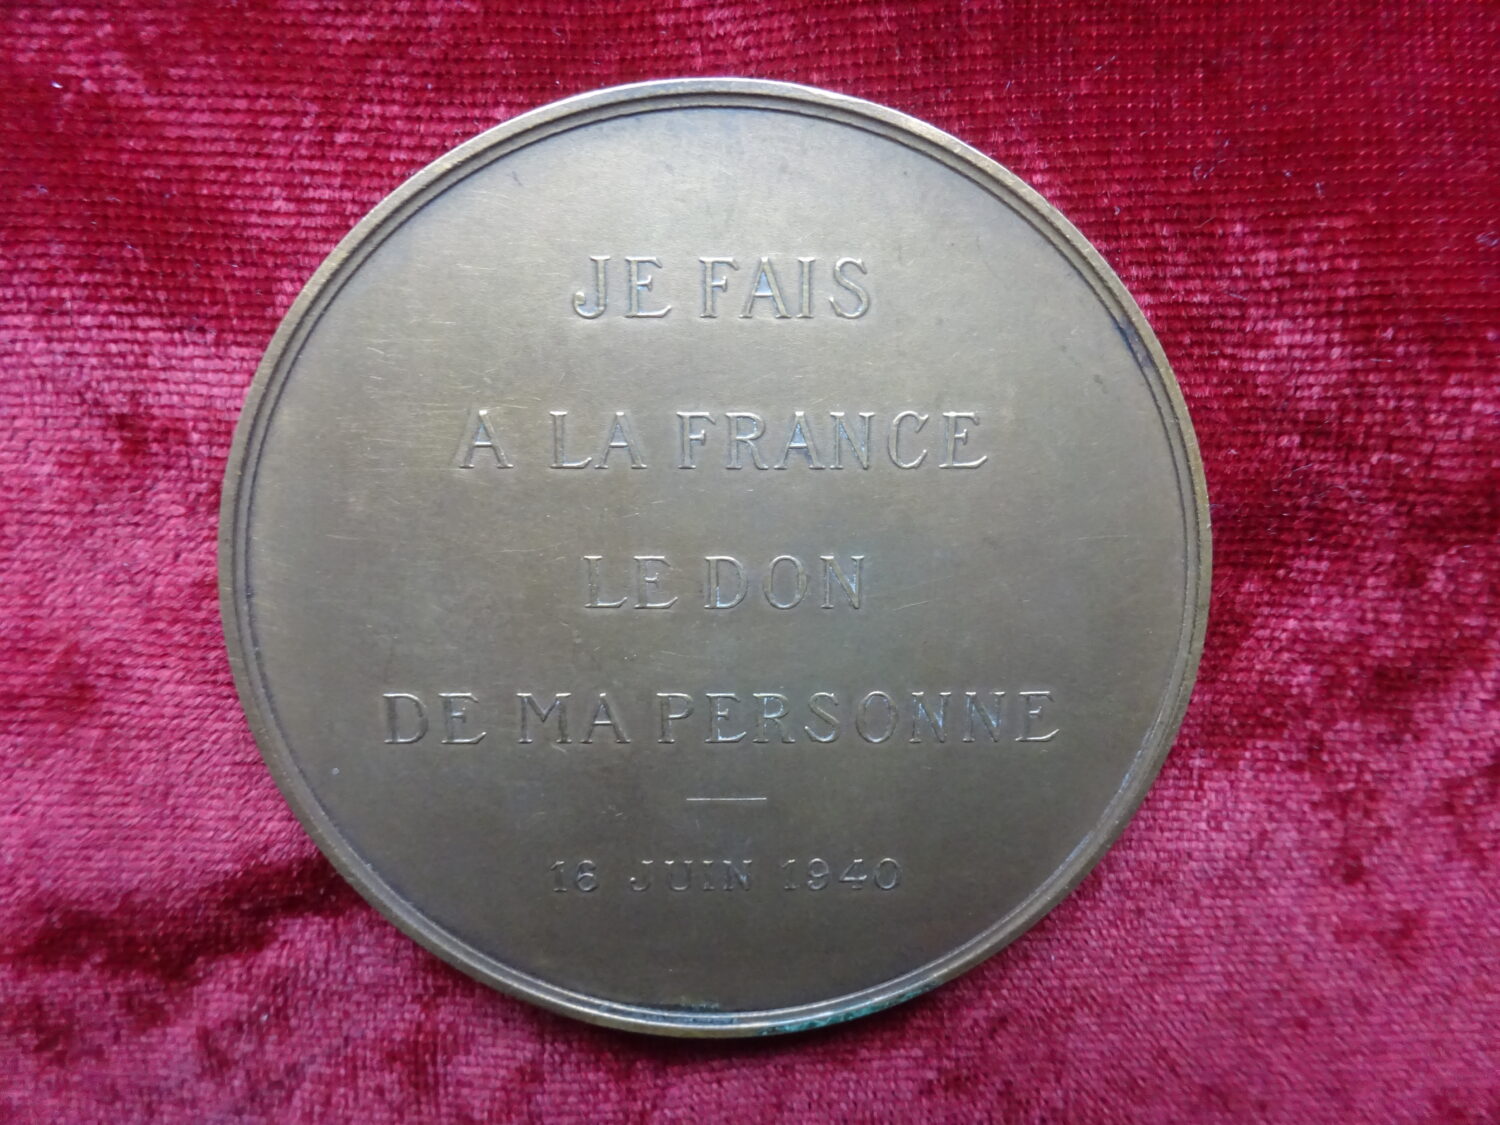 JE FAIS
A LA FRANCE
LE DON
DE MA PERSONNE
16 JUIN 1940